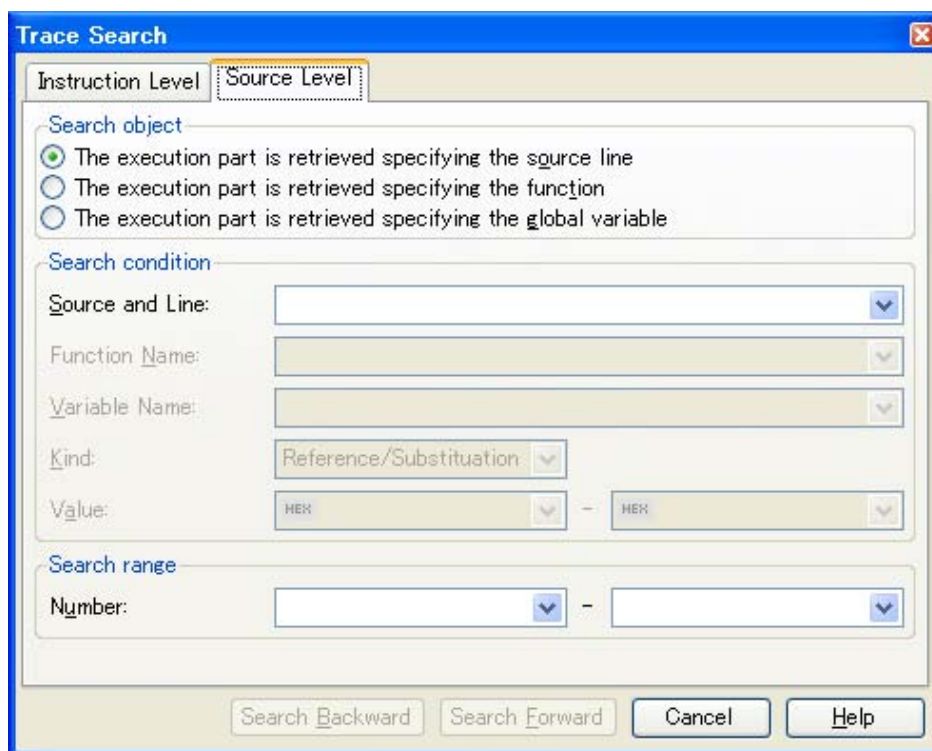 Trace Search
Instruction Level Source Level
Search object
The execution part is retrieved specifying the source line
The execution part is retrieved specifying the function
The execution part is retrieved specifying the global variable
Search condition
Source and Line:
Function Name:
Variable Name:
Kind: Reference/Substituation
Value: HEX - HEX
Search range
Number: -
Search Backward Search Forward Cancel Help